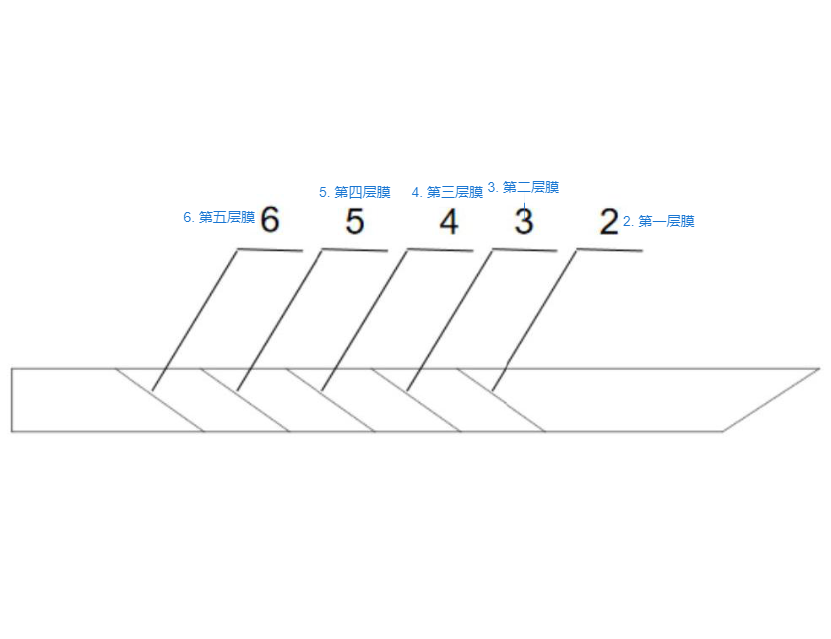 6. 第五层膜
6
5. 第四层膜
5
4. 第三层膜
4
3. 第二层膜
3
2
2. 第一层膜